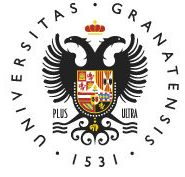 UNIVERSITAS · GRANATENSIS
· 1531 ·
PLUS ULTRA